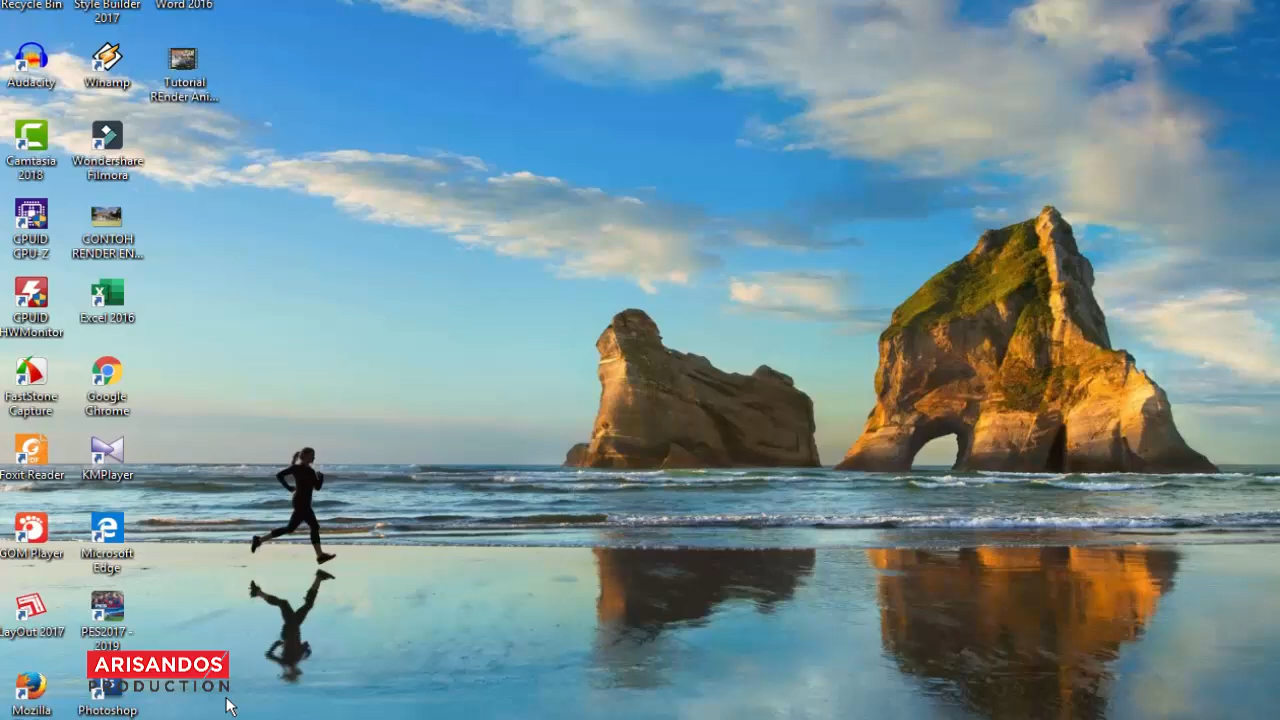 Recycle Bin
Style Builder
2017
Word 2016
Audacity
Winamp
Tutorial
REnder Ani...
Camtasia
2018
Wondershare
Filmora
CPUID
CPU-Z
CONTOH
RENDER EN...
CPUID
HWMonitor
Excel 2016
FastStone
Capture
Google
Chrome
Foxit Reader
KMPlayer
GOM Player
Microsoft
Edge
LayOut 2017
PES2017 -
2019
ARISANDOS
PRODUCTION
Mozilla
Photoshop